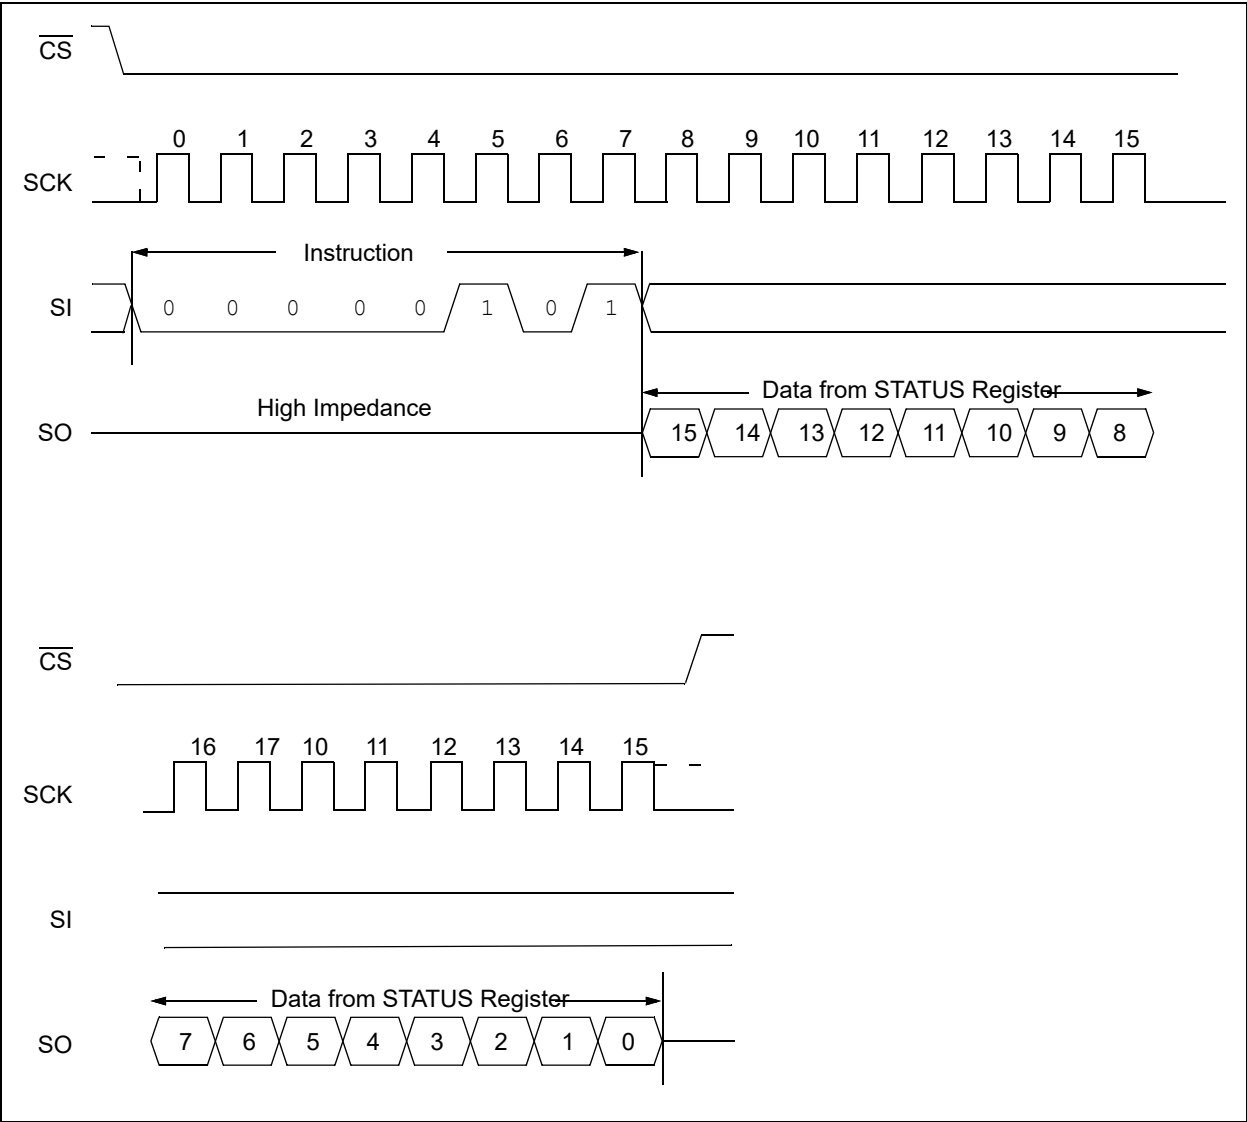 CS
0 1 2 3 4 5 6 7 8 9 10 11 12 13 14 15
SCK
Instruction
SI 0 0 0 0 0 1 0 1
Data from STATUS Register
High Impedance
SO 15 14 13 12 11 10 9 8
CS
16 17 10 11 12 13 14 15
SCK
SI
Data from STATUS Register
SO 7 6 5 4 3 2 1 0